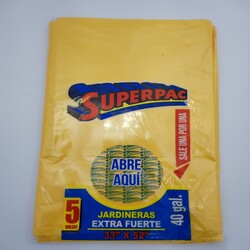 SUPERPAC
SALE UNA POR UNA
ABRE
AQUÍ
5
JARDINERAS
EXTRA FUERTE
33" X 52"
40 gal.